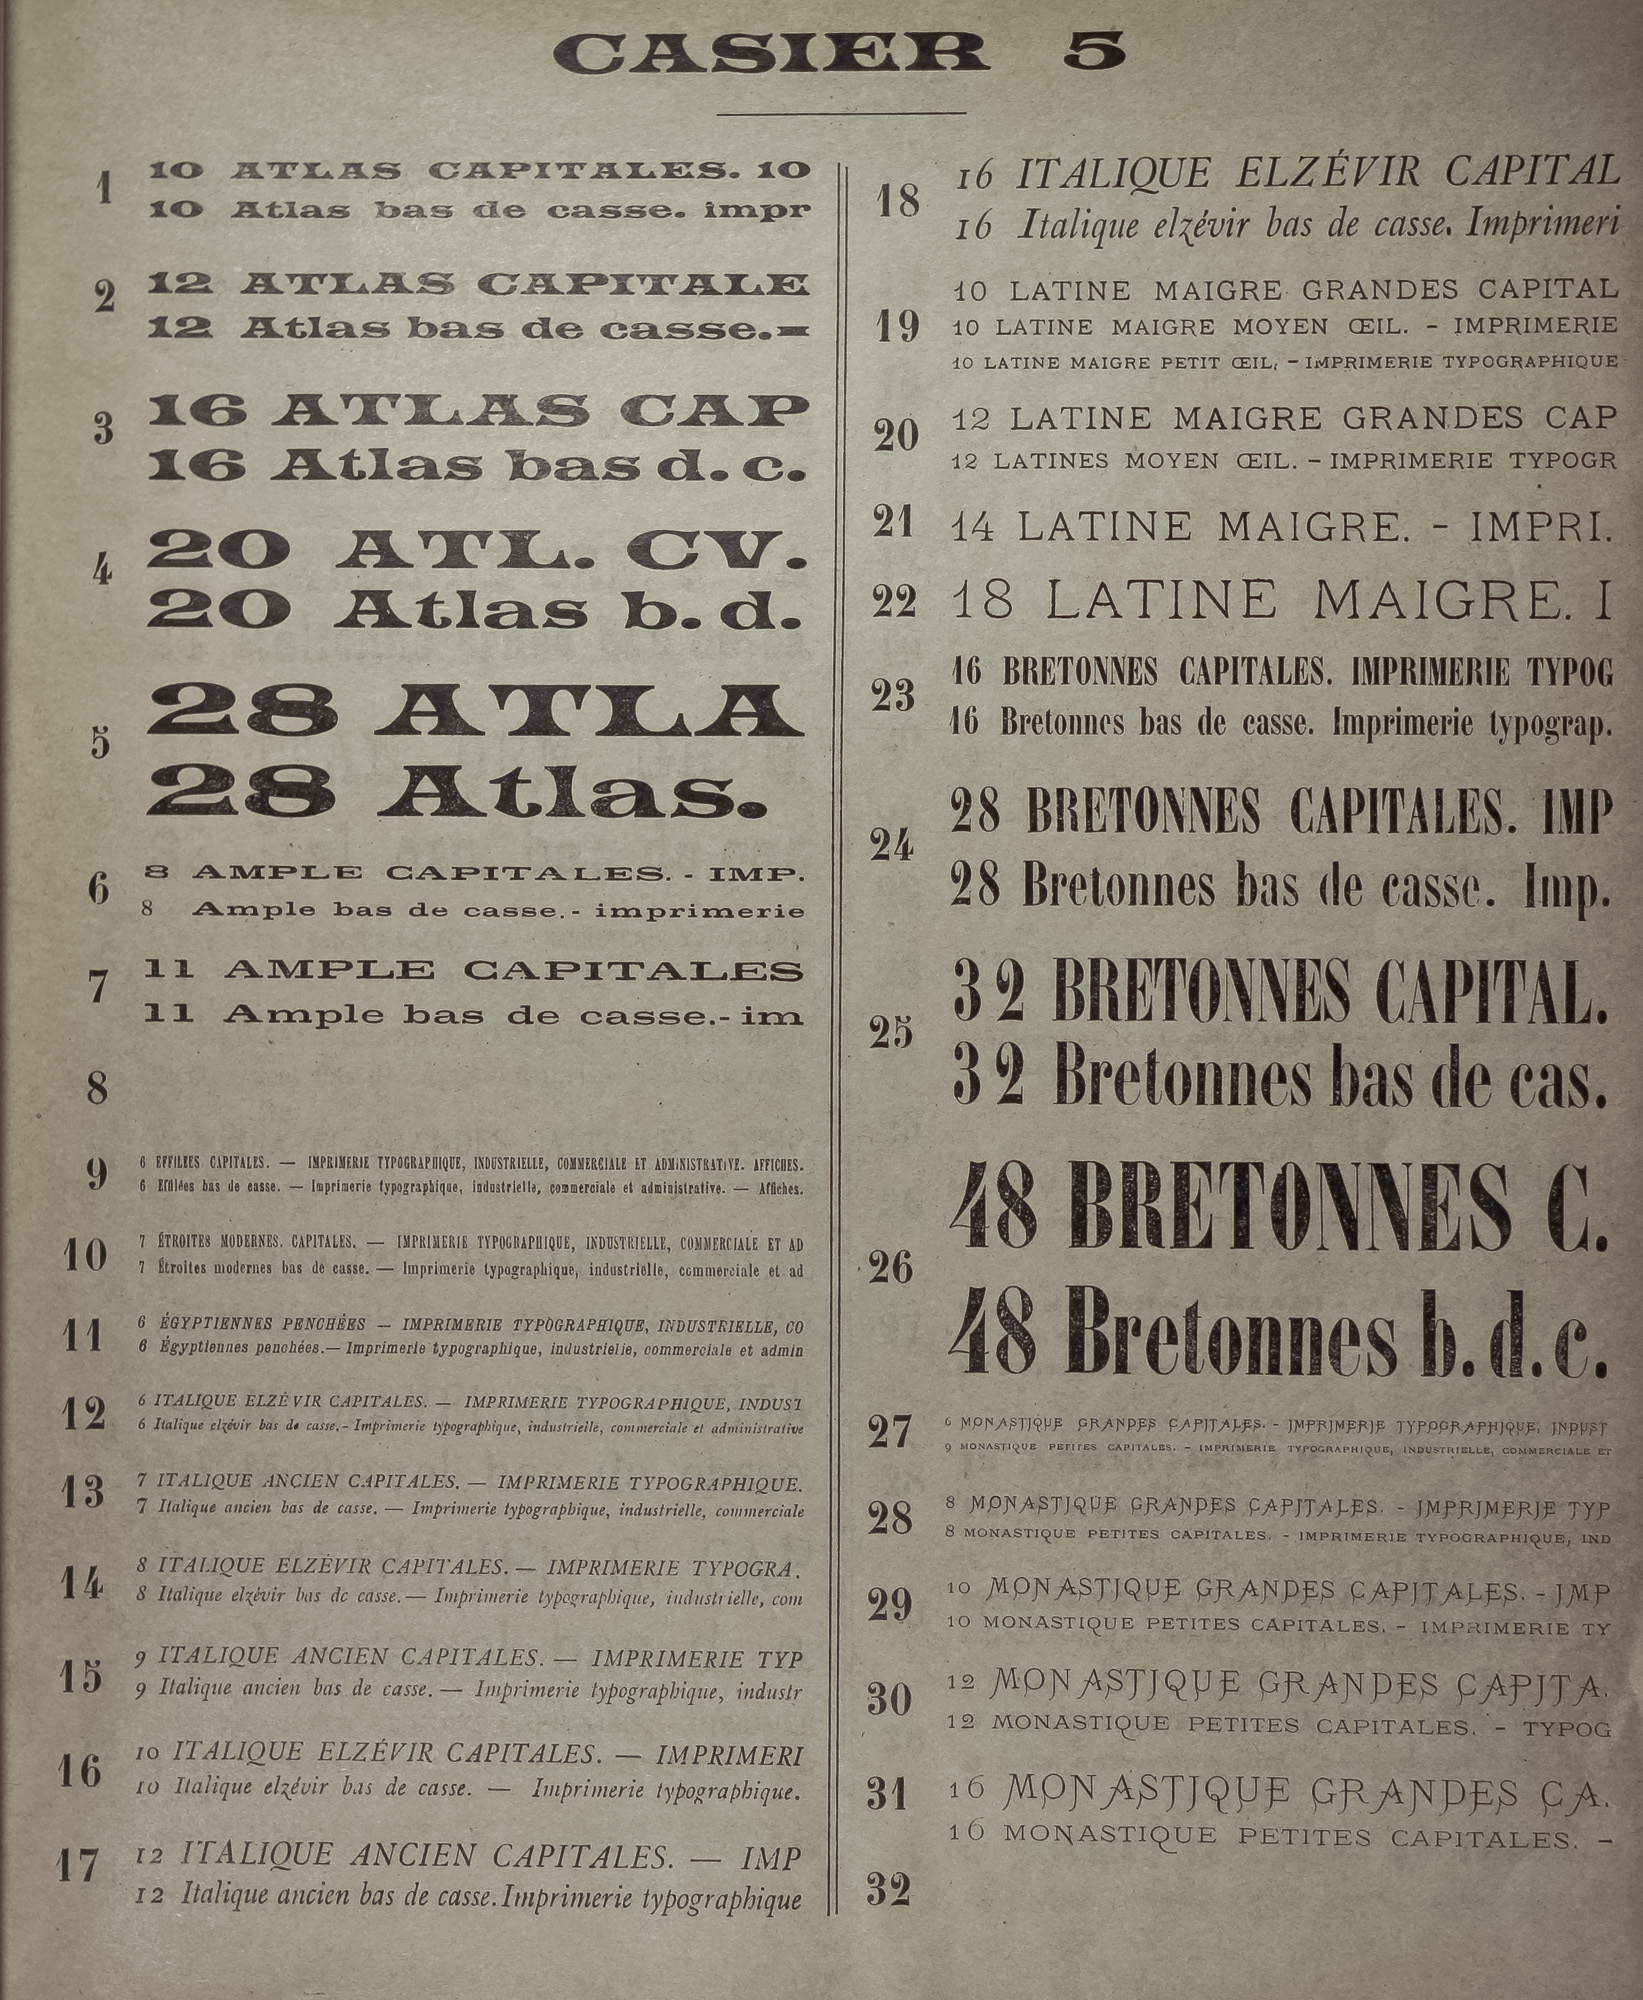 CASIER 5
1
10 ATLAS CAPITALES. 10
10 Atlas bas de casse. impr
2
12 ATLAS CAPITALE
12 Atlas bas de casse.=
3
16 ATLAS CAP
16 Atlas bas d. c.
4
20 ATL. CV.
20 Atlas b. d.
5
28 ATLA
28 Atlas.
6
8 AMPLE CAPITALES. - IMP.
8 Ample bas de casse.- imprimerie
7
11 AMPLE CAPITALES
11 Ample bas de casse.- im
8
9
6 EFFILÉES CAPITALES. — IMPRIMERIE TYPOGRAPHIQUE, INDUSTRIELLE, COMMERCIALE ET ADMINISTRATIVE. AFFICHES.
6 Effilées bas de casse. — Imprimerie typographique, industrielle, commerciale et administrative. — Affiches.
10
7 ÉTROITES MODERNES. CAPITALES. — IMPRIMERIE TYPOGRAPHIQUE, INDUSTRIELLE, COMMERCIALE ET AD
7 Étroites modernes bas de casse. — Imprimerie typographique, industrielle, commerciale et ad
11
6 ÉGYPTIENNES PENCHÉES — IMPRIMERIE TYPOGRAPHIQUE, INDUSTRIELLE, CO
6 Égyptiennes penchées.— Imprimerie typographique, industrielle, commerciale et admin
12
6 ITALIQUE ELZÉVIR CAPITALES. — IMPRIMERIE TYPOGRAPHIQUE, INDUST
6 Italique elzévir bas de casse.- Imprimerie typographique, industrielle, commerciale et administrative
13
7 ITALIQUE ANCIEN CAPITALES. — IMPRIMERIE TYPOGRAPHIQUE.
7 Italique ancien bas de casse. — Imprimerie typographique, industrielle, commerciale
14
8 ITALIQUE ELZÉVIR CAPITALES. — IMPRIMERIE TYPOGRA.
8 Italique elzévir bas de casse.— Imprimerie typographique, industrielle, com
15
9 ITALIQUE ANCIEN CAPITALES. — IMPRIMERIE TYP
9 Italique ancien bas de casse. — Imprimerie typographique, industr
16
10 ITALIQUE ELZÉVIR CAPITALES. — IMPRIMERI
10 Italique elzévir bas de casse. — Imprimerie typographique.
17
12 ITALIQUE ANCIEN CAPITALES. — IMP
12 Italique ancien bas de casse. Imprimerie typographique
18
16 ITALIQUE ELZÉVIR CAPITAL
16 Italique elzévir bas de casse. Imprimeri
19
10 LATINE MAIGRE GRANDES CAPITAL
10 LATINE MAIGRE MOYEN ŒIL. - IMPRIMERIE
10 LATINE MAIGRE PETIT ŒIL, - IMPRIMERIE TYPOGRAPHIQUE
20
12 LATINE MAIGRE GRANDES CAP
12 LATINES MOYEN ŒIL. - IMPRIMERIE TYPOGR
21
14 LATINE MAIGRE. - IMPRI.
22
18 LATINE MAIGRE. I
23
16 BRETONNES CAPITALES. IMPRIMERIE TYPOG
16 Bretonnes bas de casse. Imprimerie typograp.
24
28 BRETONNES CAPITALES. IMP
28 Bretonnes bas de casse. Imp.
25
32 BRETONNES CAPITAL.
32 Bretonnes bas de cas.
26
48 BRETONNES C.
48 Bretonnes b. d. c.
27
6 MONASTIQUE GRANDES CAPITALES. - IMPRIMERIE TYPOGRAPHIQUE, INDUST
9 MONASTIQUE PETITES CAPITALES. - IMPRIMERIE TYPOGRAPHIQUE, INDUSTRIELLE, COMMERCIALE ET
28
8 MONASTIQUE GRANDES CAPITALES. - IMPRIMERIE TYP
8 MONASTIQUE PETITES CAPITALES. - IMPRIMERIE TYPOGRAPHIQUE, IND
29
10 MONASTIQUE GRANDES CAPITALES. - IMP
10 MONASTIQUE PETITES CAPITALES. - IMPRIMERIE TY
30
12 MONASTIQUE GRANDES CAPITA.
12 MONASTIQUE PETITES CAPITALES. - TYPOG
31
16 MONASTIQUE GRANDES CA.
16 MONASTIQUE PETITES CAPITALES. -
32